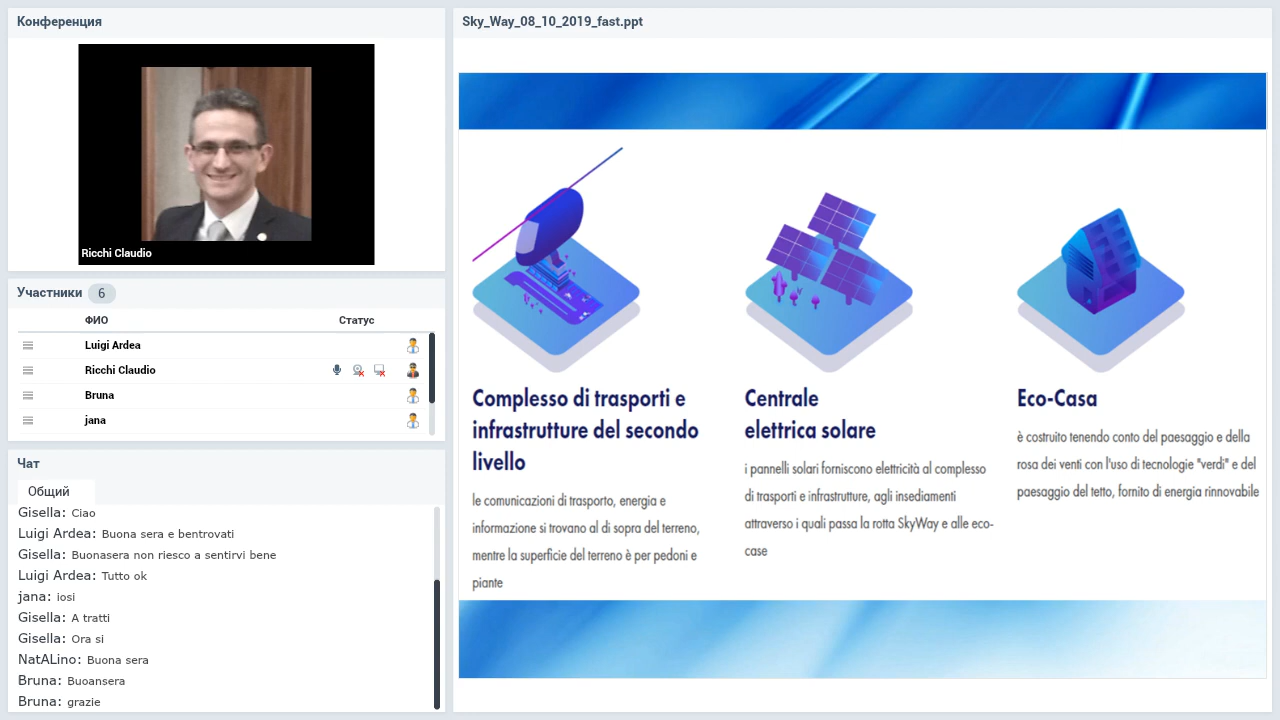 Конференция
Ricchi Claudio
Участники 6
ФИО Статус
Luigi Ardea
Ricchi Claudio
Bruna
jana
Чат
Общий
Gisella: Ciao
Luigi Ardea: Buona sera e bentrovati
Gisella: Buonasera non riesco a sentirvi bene
Luigi Ardea: Tutto ok
jana: iosi
Gisella: A tratti
Gisella: Ora si
NatALino: Buona sera
Bruna: Buoansera
Bruna: grazie
Sky_Way_08_10_2019_fast.ppt
Complesso di trasporti e
infrastrutture del secondo
livello
le comunicazioni di trasporto, energia e
informazione si trovano al di sopra del terreno,
mentre la superficie del terreno è per pedoni e
piante
Centrale
elettrica solare
i pannelli solari forniscono elettricità al complesso
di trasporti e infrastrutture, agli insediamenti
attraverso i quali passa la rotta SkyWay e alle eco-
case
Eco-Casa
è costruito tenendo conto del paesaggio e della
rosa dei venti con l'uso di tecnologie "verdi" e del
paesaggio del tetto, fornito di energia rinnovabile